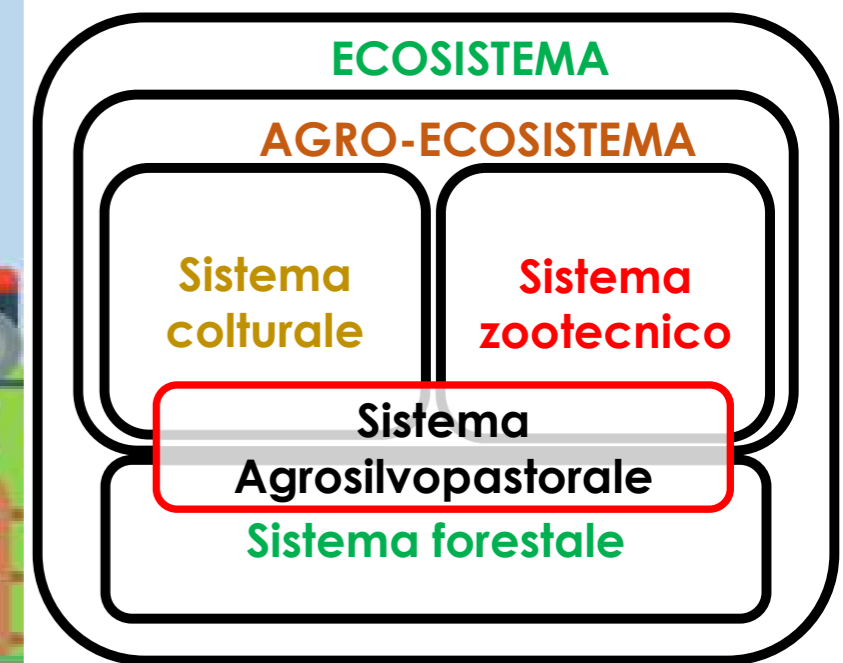 ECOSISTEMA
AGRO-ECOSISTEMA
Sistema
colturale
Sistema
zootecnico
Sistema
Agrosilvopastorale
Sistema forestale